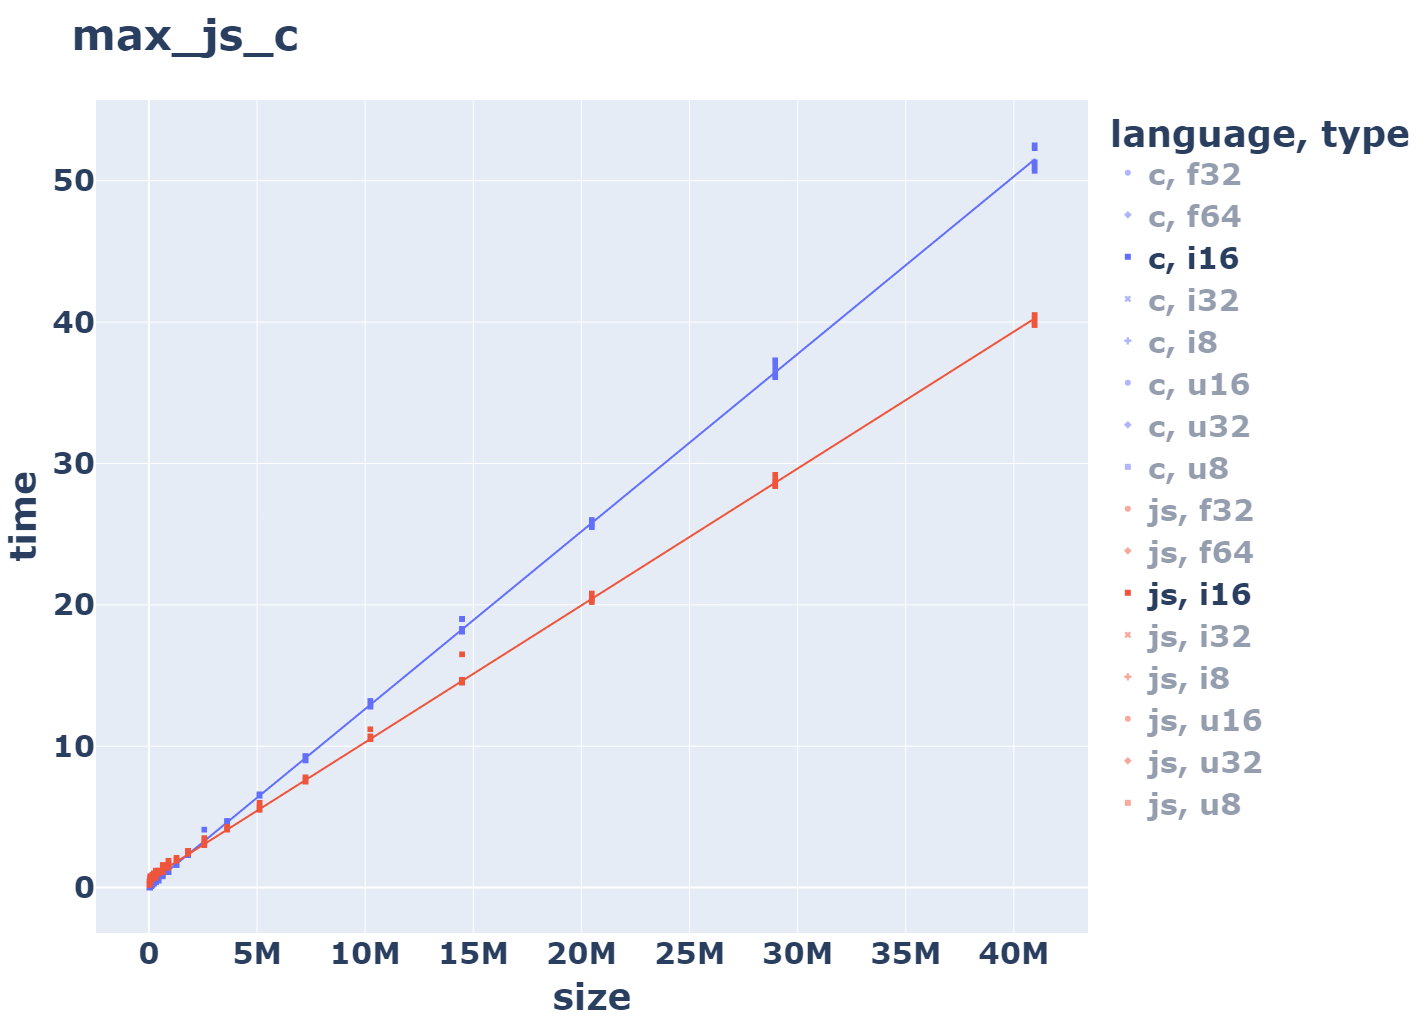 max_js_c
language, type
c, f32
c, f64
c, i16
c, i32
c, i8
c, u16
c, u32
c, u8
js, f32
js, f64
js, i16
js, i32
js, i8
js, u16
js, u32
js, u8
time
50
40
30
20
10
0
0 5M 10M 15M 20M 25M 30M 35M 40M
size